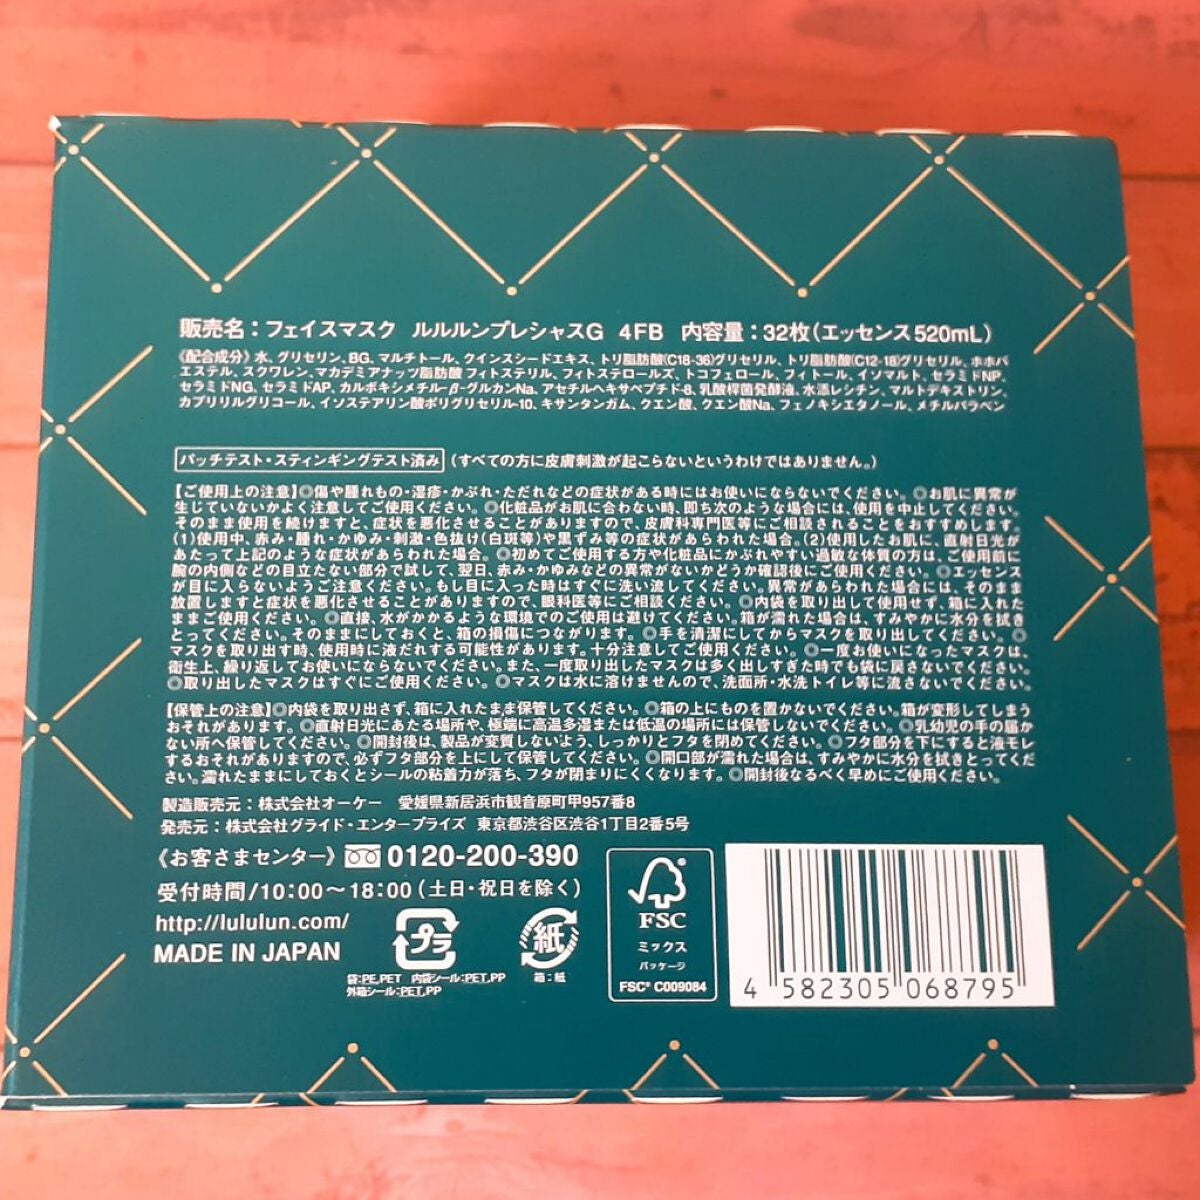 販売名：フェイスマスク ルルルンプレシャスG 4FB 内容量：32枚（エッセンス520mL）
《配合成分》水、グリセリン、BG、マルチトール、クインスシードエキス、トリ脂肪酸(C18-36)グリセリル、トリ脂肪酸(C12-18)グリセリル、ホホバ
エステル、スクワレン、マカデミアナッツ脂肪酸フィトステリル、フィトステロールズ、トコフェロール、フィトール、イソマルト、セラミドNP、
セラミドNG、セラミドAP、カルボキシメチル-β-グルカンNa、アセチルヘキサペプチド-8、乳酸桿菌発酵液、水添レシチン、マルトデキストリン、
カプリリルグリコール、イソステアリン酸ポリグリセリル-10、キサンタンガム、クエン酸、クエン酸Na、フェノキシエタノール、メチルパラベン
パッチテスト・スティンギングテスト済み（すべての方に皮膚刺激が起こらないというわけではありません。）
【ご使用上の注意】◎傷や腫れもの・湿疹・かぶれ・ただれなどの症状がある時にはお使いにならないでください。◎お肌に異常が
生じていないかよく注意してご使用ください。◎化粧品がお肌に合わない時、即ち次のような場合には、使用を中止してください。
そのまま使用を続けますと、症状を悪化させることがありますので、皮膚科専門医等にご相談されることをおすすめします。
(1)使用中、赤み・腫れ・かゆみ・刺激・色抜け(白斑等)や黒ずみ等の症状があらわれた場合。(2)使用したお肌に、直射日光が
あたって上記のような症状があらわれた場合。◎初めてご使用する方や化粧品にかぶれやすい過敏な体質の方は、ご使用前に
腕の内側などの目立たない部分で試して、翌日、赤み・かゆみなどの異常がないかどうか確認後にご使用ください。◎エッセンス
が目に入らないようご注意ください。もし目に入った時はすぐに洗い流してください。異常があらわれた場合には、そのまま
放置しますと症状を悪化させることがありますので、眼科医等にご相談ください。◎内袋を取り出して使用せず、箱に入れた
ままご使用ください。◎直接、水がかかるような環境でのご使用は避けてください。箱が濡れた場合は、すみやかに水分を拭き
とってください。そのままにしておくと、箱の損傷につながります。◎手を清潔にしてからマスクを取り出してください。◎
マスクを取り出す時、使用時に液だれする可能性があります。十分注意してご使用ください。◎一度お使いになったマスクは、
衛生上、繰り返してお使いにならないでください。また、一度取り出したマスクは多く出しすぎた時でも袋に戻さないでください。
◎取り出したマスクはすぐにご使用ください。◎マスクは水に溶けませんので、洗面所・水洗トイレ等に流さないでください。
【保管上の注意】◎内袋を取り出さず、箱に入れたまま保管してください。◎箱の上にものを置かないでください。箱が変形してしまう
おそれがあります。◎直射日光にあたる場所や、極端に高温多湿または低温の場所には保管しないでください。◎乳幼児の手の届か
ない所へ保管してください。◎開封後は、製品が変質しないよう、しっかりとフタを閉めてください。◎フタ部分を下にすると液モレ
するおそれがありますので、必ずフタ部分を上にして保管してください。◎開口部が濡れた場合は、すみやかに水分を拭きとってくだ
さい。濡れたままにしておくとシールの粘着力が落ち、フタが閉まりにくくなります。◎開封後なるべく早めにご使用ください。
製造販売元：株式会社オーケー 愛媛県新居浜市観音原町甲957番8
発売元：株式会社グライド・エンタープライズ 東京都渋谷区渋谷1丁目2番5号
《お客さまセンター》0120-200-390
受付時間/10:00〜18:00（土日・祝日を除く）
http://lululun.com/
MADE IN JAPAN
プラ
袋:PE,PET 内袋シール:PET,PP
外箱シール:PET,PP
紙
箱：紙
FSC
ミックス
パッケージ
FSC® C009084
4 582305 068795